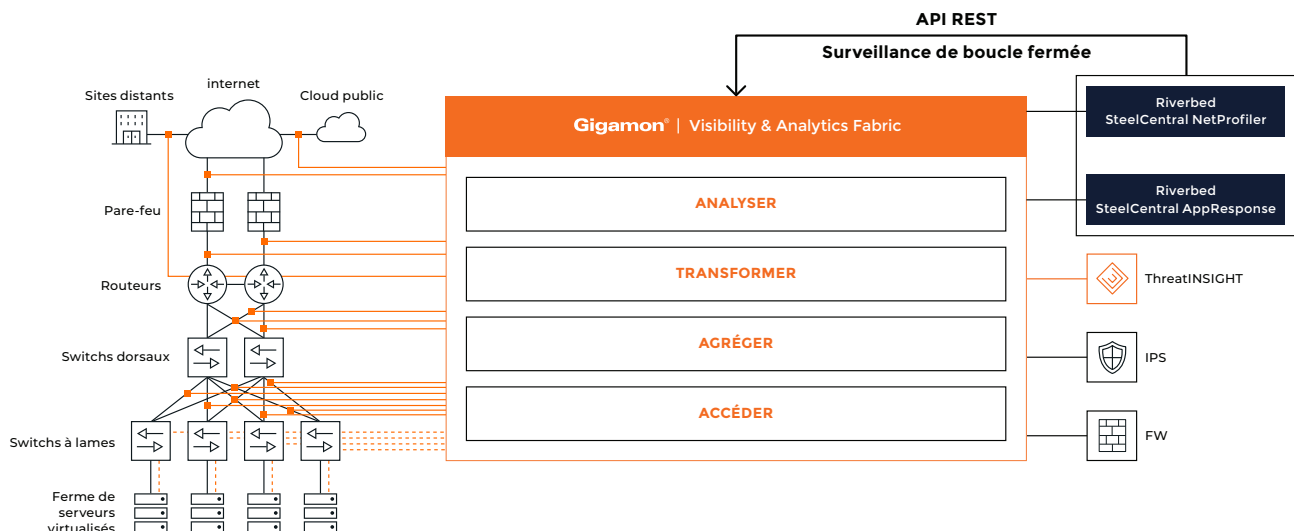 API REST
Surveillance de boucle fermée
internet
Sites distants
Cloud public
Gigamon® | Visibility & Analytics Fabric
Riverbed
SteelCentral NetProfiler
ANALYSER
Riverbed
SteelCentral AppResponse
Pare-feu
TRANSFORMER
ThreatINSIGHT
Routeurs
AGRÉGER
Switchs dorsaux
IPS
ACCÉDER
Switchs à lames
FW
Ferme de
serveurs
virtualisés